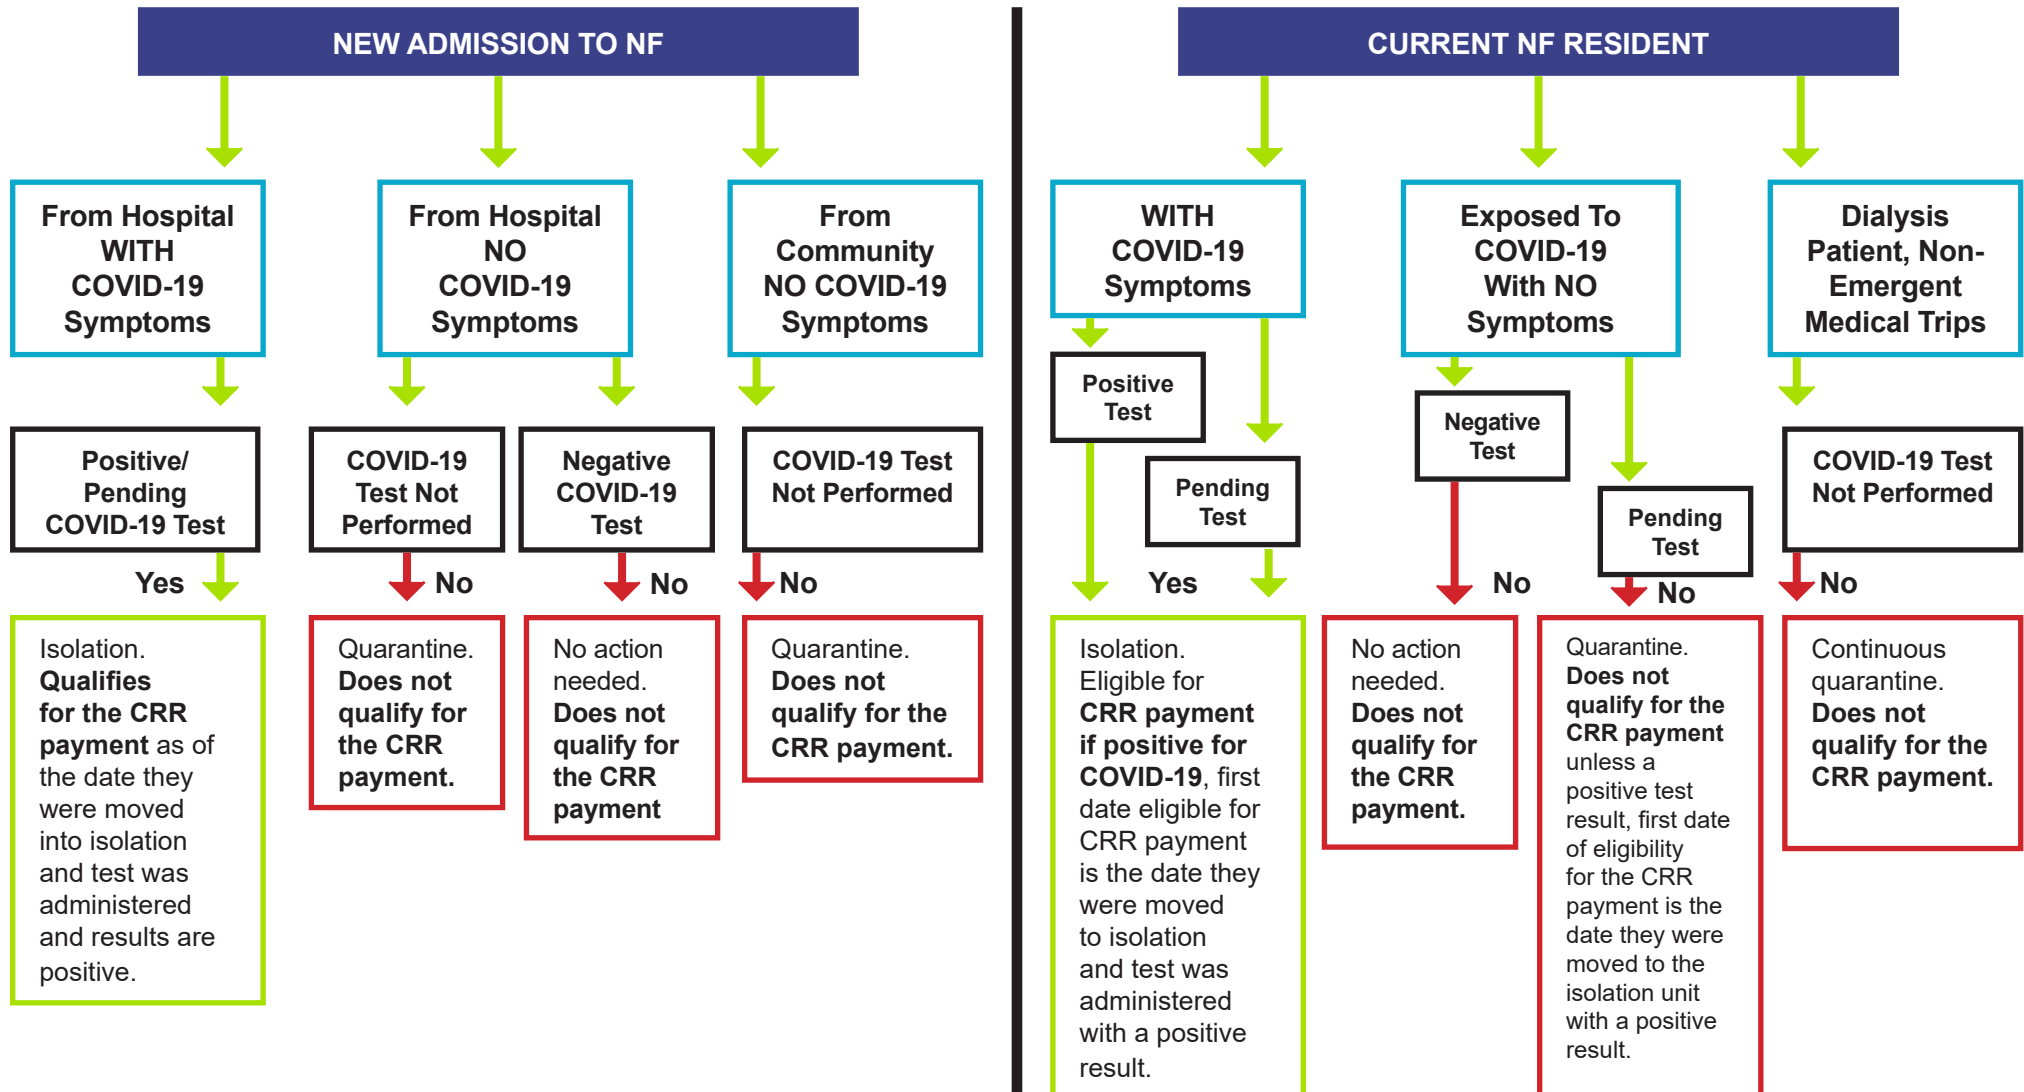 NEW ADMISSION TO NF
From Hospital
WITH
COVID-19
Symptoms
From Hospital
NO
COVID-19
Symptoms
From
Community
NO COVID-19
Symptoms
Positive/
Pending
COVID-19 Test
COVID-19
Test Not
Performed
Negative
COVID-19
Test
COVID-19 Test
Not Performed
Yes
No
No
No
Isolation.
Qualifies
for the CRR
payment as of
the date they
were moved
into isolation
and test was
administered
and results are
positive.
Quarantine.
Does not
qualify for
the CRR
payment.
No action
needed.
Does not
qualify for
the CRR
payment
Quarantine.
Does not
qualify for the
CRR payment.
CURRENT NF RESIDENT
WITH
COVID-19
Symptoms
Exposed To
COVID-19
With NO
Symptoms
Dialysis
Patient, Non-
Emergent
Medical Trips
Positive
Test
Pending
Test
Negative
Test
Pending
Test
COVID-19 Test
Not Performed
Yes
No
No
No
Isolation.
Eligible for
CRR payment
if positive for
COVID-19, first
date eligible for
CRR payment
is the date they
were moved
to isolation
and test was
administered
with a positive
result.
No action
needed.
Does not
qualify for
the CRR
payment.
Quarantine.
Does not
qualify for the
CRR payment
unless a
positive test
result, first date
of eligibility
for the CRR
payment is the
date they were
moved to the
isolation unit
with a positive
result.
Continuous
quarantine.
Does not
qualify for the
CRR payment.